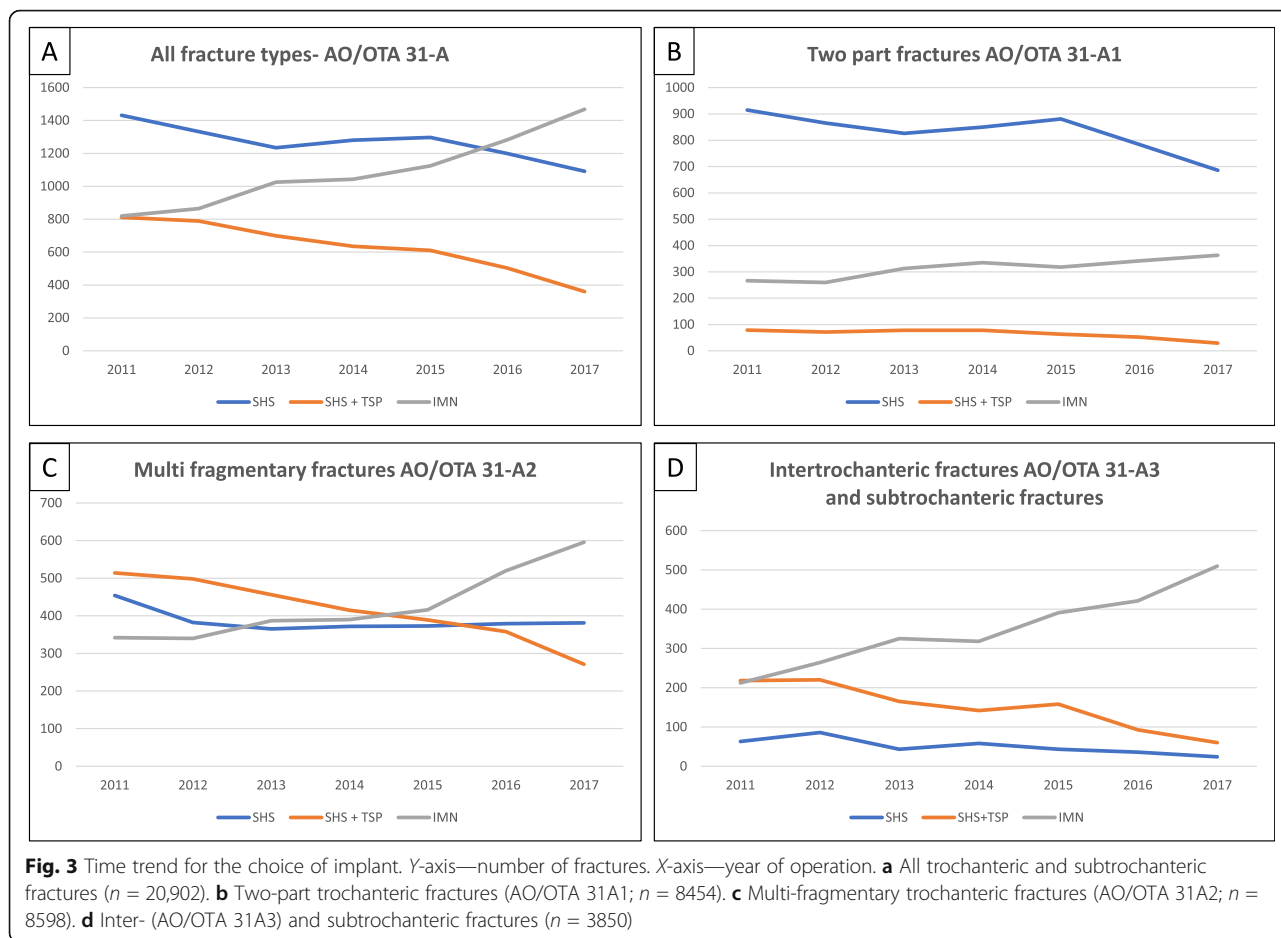 A
All fracture types- AO/OTA 31-A
1600
1400
1200
1000
800
600
400
200
0
2011 2012 2013 2014 2015 2016 2017
SHS SHS + TSP IMN
B
Two part fractures AO/OTA 31-A1
1000
900
800
700
600
500
400
300
200
100
0
2011 2012 2013 2014 2015 2016 2017
SHS SHS + TSP IMN
C
Multi fragmentary fractures AO/OTA 31-A2
700
600
500
400
300
200
100
0
2011 2012 2013 2014 2015 2016 2017
SHS SHS + TSP IMN
D
Intertrochanteric fractures AO/OTA 31-A3
and subtrochanteric fractures
600
500
400
300
200
100
0
2011 2012 2013 2014 2015 2016 2017
SHS SHS+TSP IMN
Fig. 3 Time trend for the choice of implant. Y-axis—number of fractures. X-axis—year of operation. a All trochanteric and subtrochanteric
fractures (n = 20,902). b Two-part trochanteric fractures (AO/OTA 31A1; n = 8454). c Multi-fragmentary trochanteric fractures (AO/OTA 31A2; n =
8598). d Inter- (AO/OTA 31A3) and subtrochanteric fractures (n = 3850)